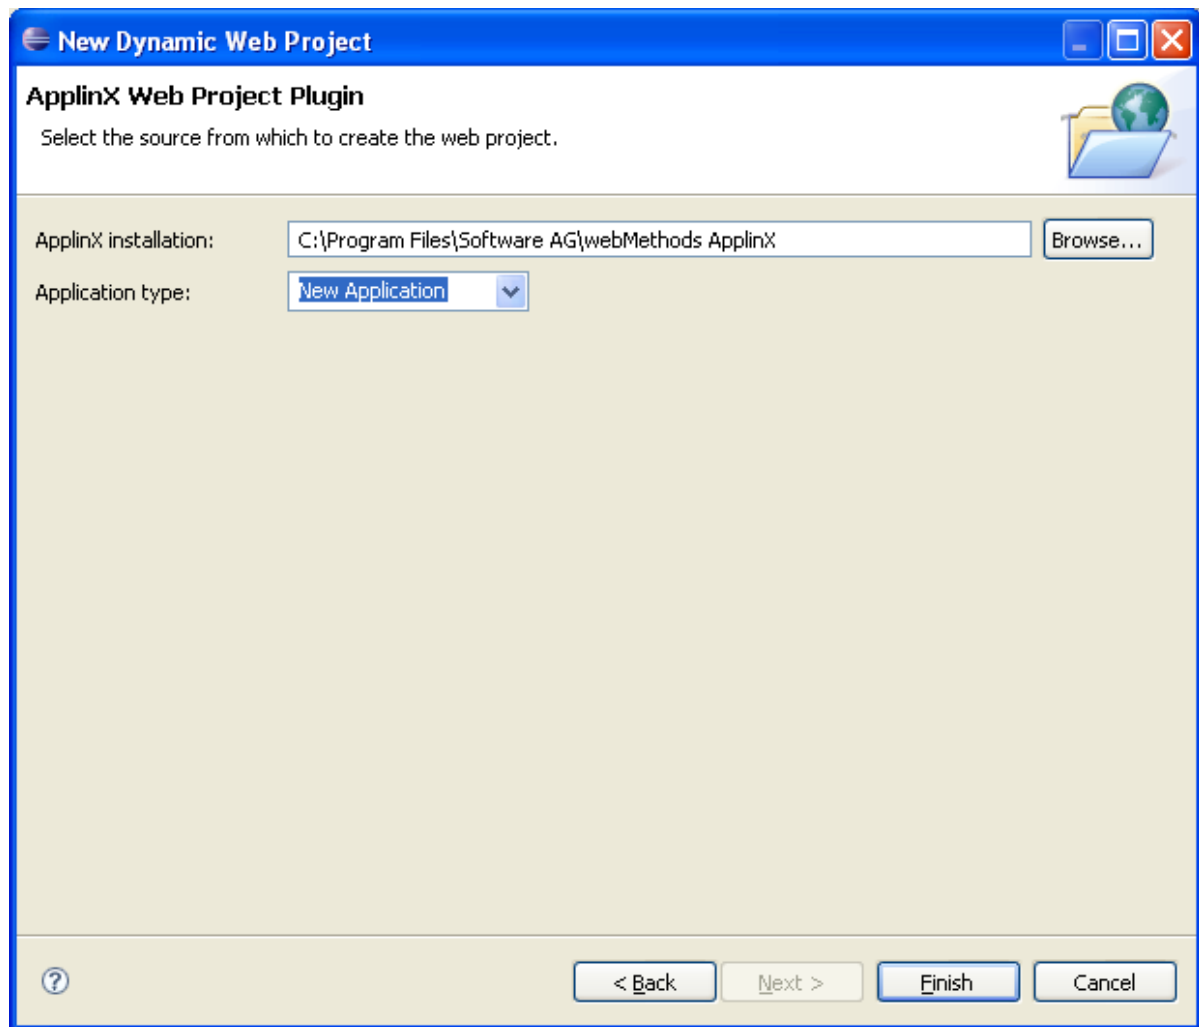 New Dynamic Web Project
ApplinX Web Project Plugin
Select the source from which to create the web project.
ApplinX installation: C:\Program Files\Software AG\webMethods ApplinX Browse...
Application type: New Application
? < Back Next > Finish Cancel